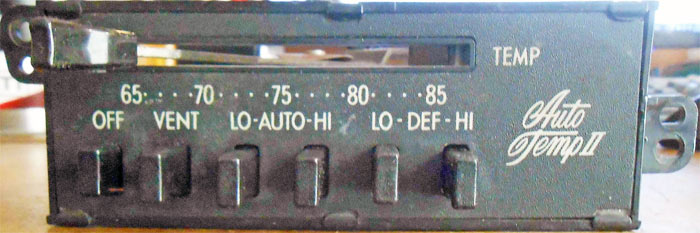 TEMP
65 · · · · 70 · · · · 75 · · · · 80 · · · · 85
OFF VENT LO-AUTO-HI LO-DEF-HI
Auto
Temp II